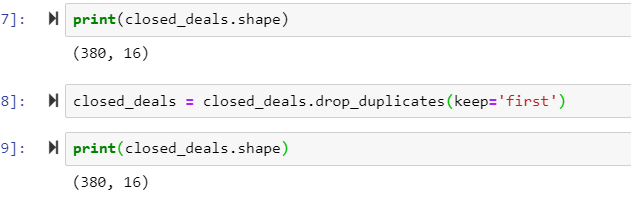 7]: print(closed_deals.shape)
(380, 16)
8]: closed_deals = closed_deals.drop_duplicates(keep='first')
9]: print(closed_deals.shape)
(380, 16)